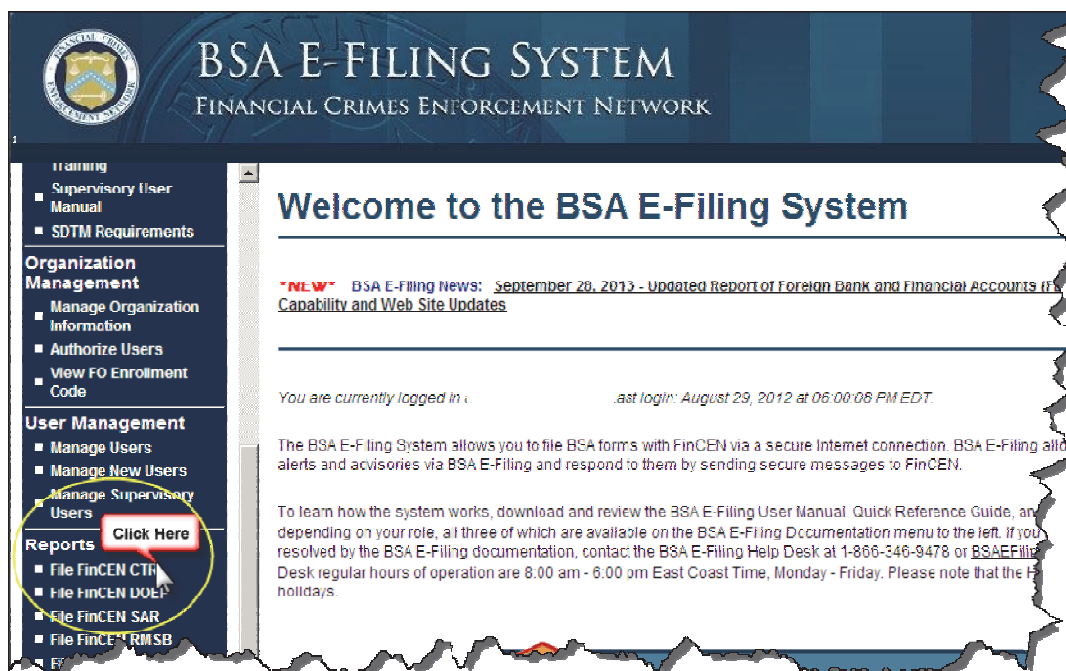 BSA E-FILING SYSTEM
FINANCIAL CRIMES ENFORCEMENT NETWORK
1
Training
Supervisory User
Manual
SDTM Requirements
Organization
Management
Manage Organization
Information
Authorize Users
View FO Enrollment
Code
User Management
Manage Users
Manage New Users
Manage Supervisory
Users
Reports
Click Here
File FinCEN CTR
File FinCEN DOEP
File FinCEN SAR
File FinCEN RMSB
Welcome to the BSA E-Filing System
*NEW* BSA E-Filing News: September 28, 2013 - Updated Report of Foreign Bank and Financial Accounts
Capability and Web Site Updates
You are currently logged in ast login: August 29, 2012 at 06:00:08 PM EDT.
The BSA E-Filing System allows you to file BSA forms with FinCEN via a secure Internet connection. BSA E-Filing
alerts and advisories via BSA E-Filing and respond to them by sending secure messages to FinCEN.
To learn how the system works, download and review the BSA E-Filing User Manual, Quick Reference Guide,
depending on your role, all three of which are available on the BSA E-Filing Documentation menu to the left. If you
resolved by the BSA E-Filing documentation, contact the BSA E-Filing Help Desk at 1-866-346-9478 or BSAEFilin
Desk regular hours of operation are 8:00 am - 6:00 pm East Coast Time, Monday - Friday. Please note that the
holidays.